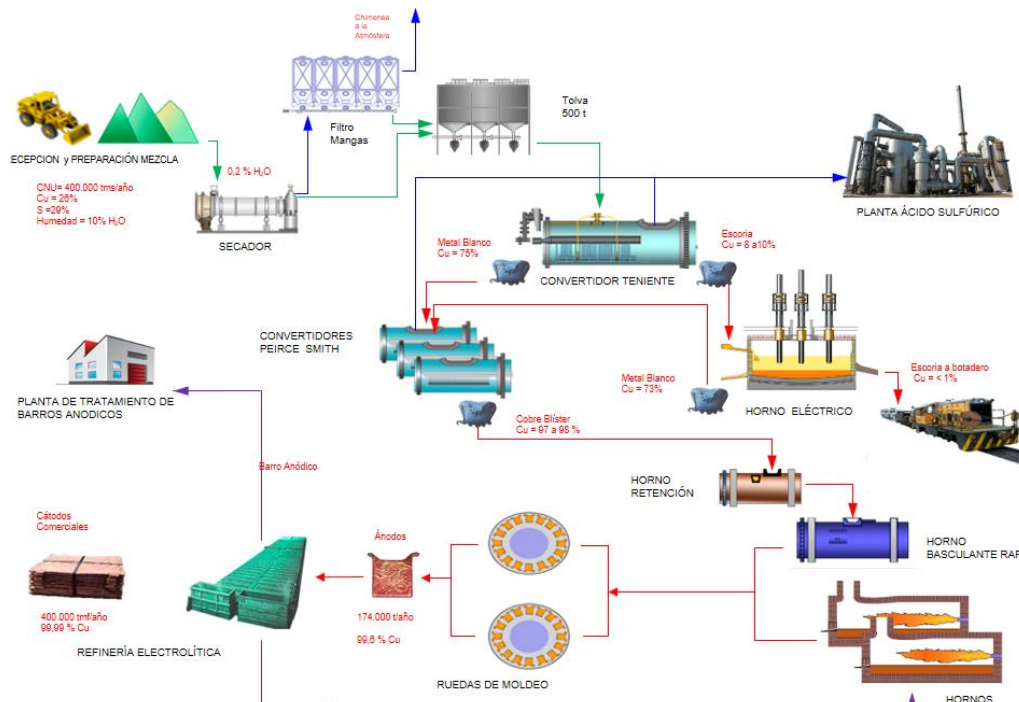 Chimenea
a la
Atmósfera
Filtro
Mangas
Tolva
500 t
ECEPCION y PREPARACIÓN MEZCLA
CNU= 400.000 tms/año
Cu = 26%
S =29%
Humedad = 10% H₂O
0,2 % H₂O
SECADOR
PLANTA ÁCIDO SULFÚRICO
Metal Blanco
Cu = 76%
Escoria
Cu = 8 a10%
CONVERTIDOR TENIENTE
CONVERTIDORES
PEIRCE SMITH
Metal Blanco
Cu = 73%
HORNO ELÉCTRICO
Escoria a botadero
Cu = < 1%
PLANTA DE TRATAMIENTO DE
BARROS ANODICOS
Cobre Blíster
Cu = 97 a 98 %
Barro Anódico
HORNO
RETENCIÓN
HORNO
BASCULANTE RAF
Cátodos
Comerciales
400.000 tmf/año
99,99 % Cu
REFINERÍA ELECTROLÍTICA
Ánodos
174.000 t/año
99,6 % Cu
RUEDAS DE MOLDEO
HORNOS